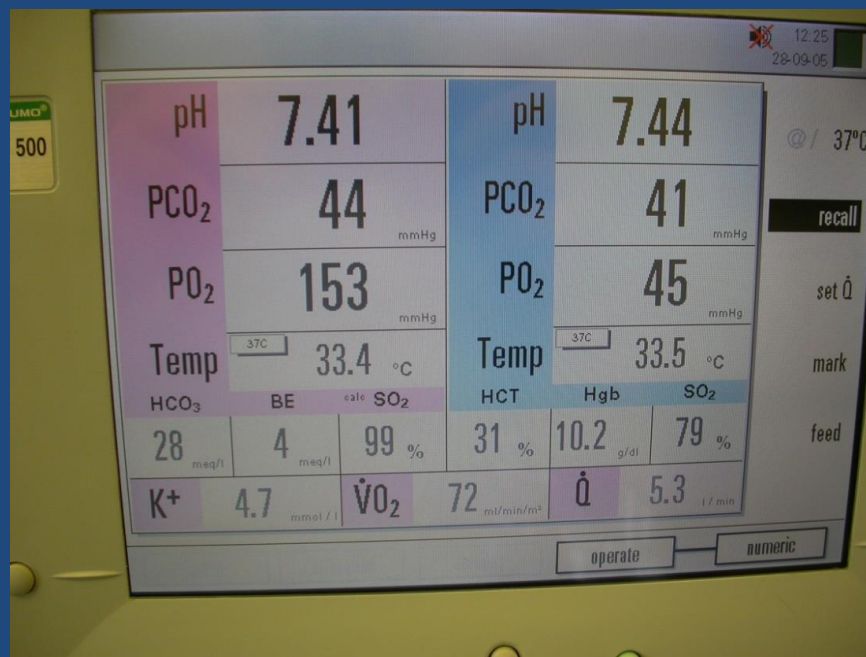 12:25
28-09-05
UMO®
500
pH 7.41 pH 7.44
@/ 37°C
PCO₂ 44 mmHg PCO₂ 41 mmHg
recall
PO₂ 153 mmHg PO₂ 45 mmHg
set Q̇
Temp 37C 33.4 °C Temp 37C 33.5 °C
mark
HCO₃ BE calc SO₂ HCT Hgb SO₂
28 meq/l 4 meq/l 99 % 31 % 10.2 g/dl 79 %
feed
K+ 4.7 mmol / l V̇O₂ 72 ml/min/m² Q̇ 5.3 l / min
operate numeric